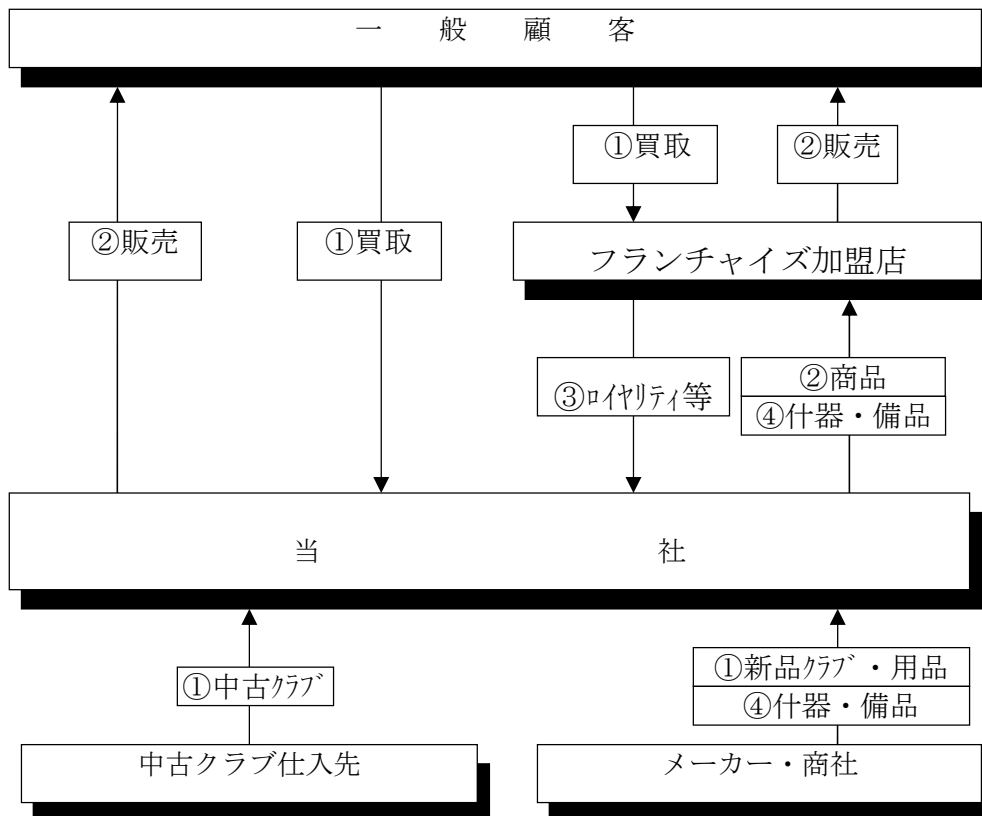 一般顧客
①買取
②販売
②販売
①買取
フランチャイズ加盟店
③ﾛｲﾔﾘﾃｨ等
②商品
④什器・備品
当社
①中古ｸﾗﾌﾞ
①新品ｸﾗﾌﾞ・用品
④什器・備品
中古クラブ仕入先
メーカー・商社